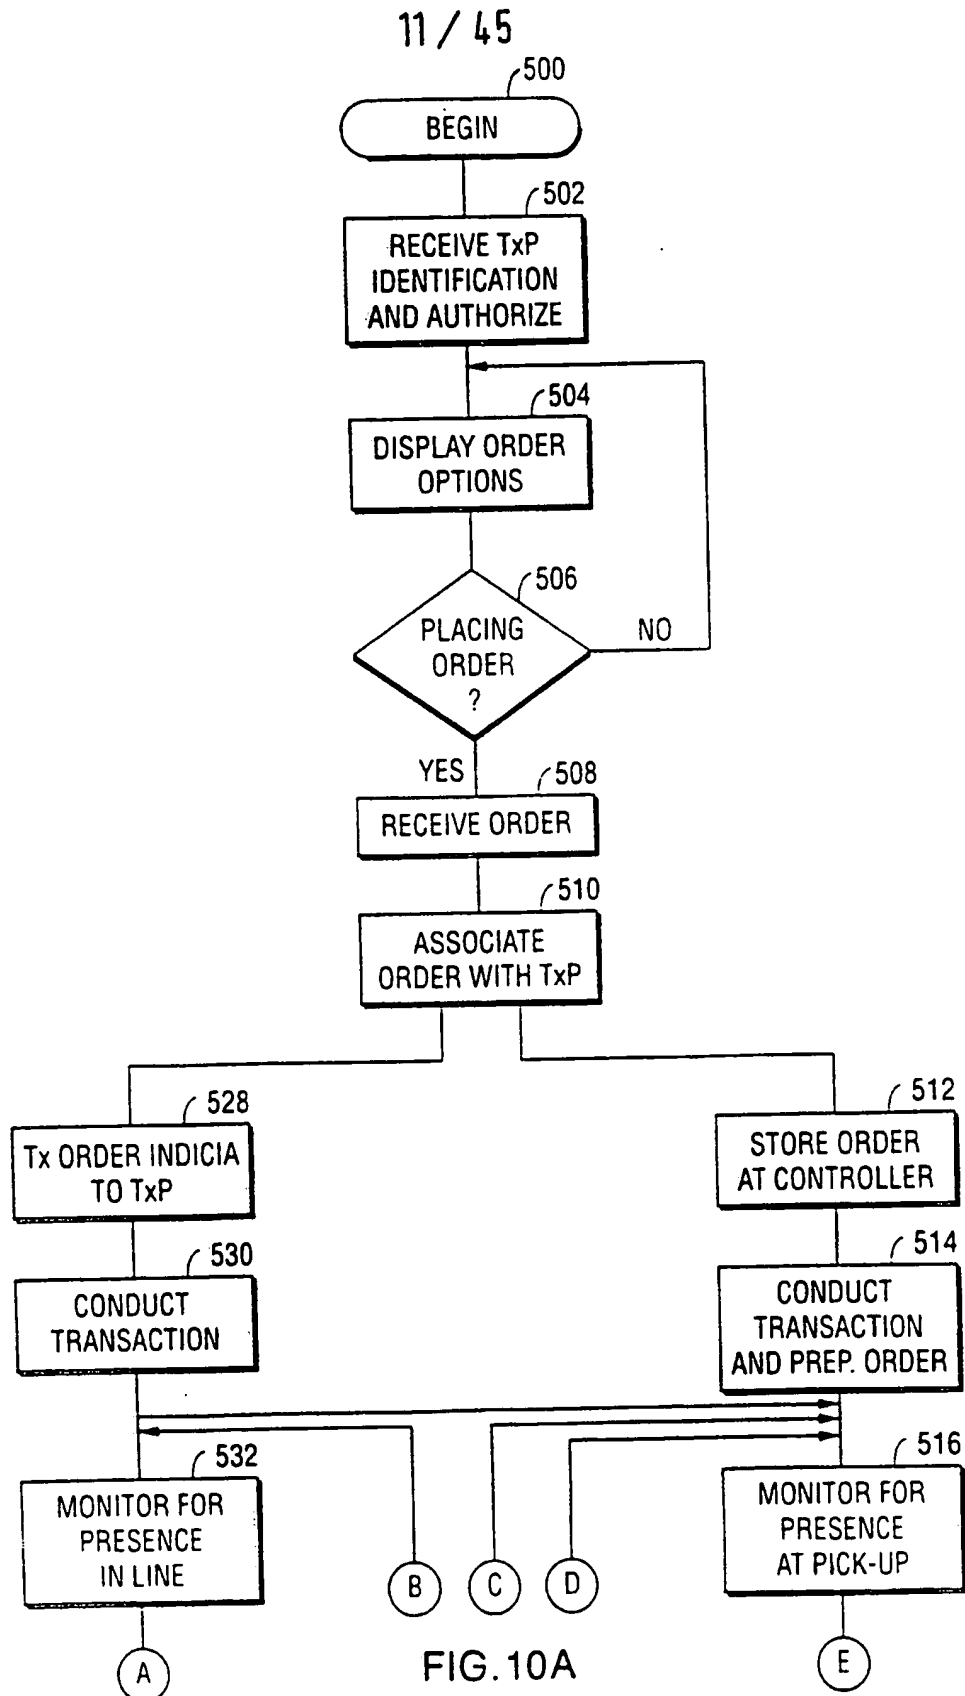 11 / 45
500
BEGIN
502
RECEIVE TxP
IDENTIFICATION
AND AUTHORIZE
504
DISPLAY ORDER
OPTIONS
506
PLACING
ORDER
?
NO
YES
508
RECEIVE ORDER
510
ASSOCIATE
ORDER WITH TxP
528
Tx ORDER INDICIA
TO TxP
512
STORE ORDER
AT CONTROLLER
530
CONDUCT
TRANSACTION
514
CONDUCT
TRANSACTION
AND PREP. ORDER
532
MONITOR FOR
PRESENCE
IN LINE
516
MONITOR FOR
PRESENCE
AT PICK-UP
B
C
D
A
E
FIG.10A